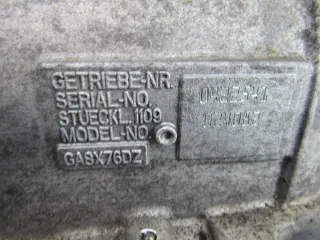 GETRIEBE-NR.
SERIAL-NO.
STUECKL. 1109
MODEL-NO.
GA8X76DZ